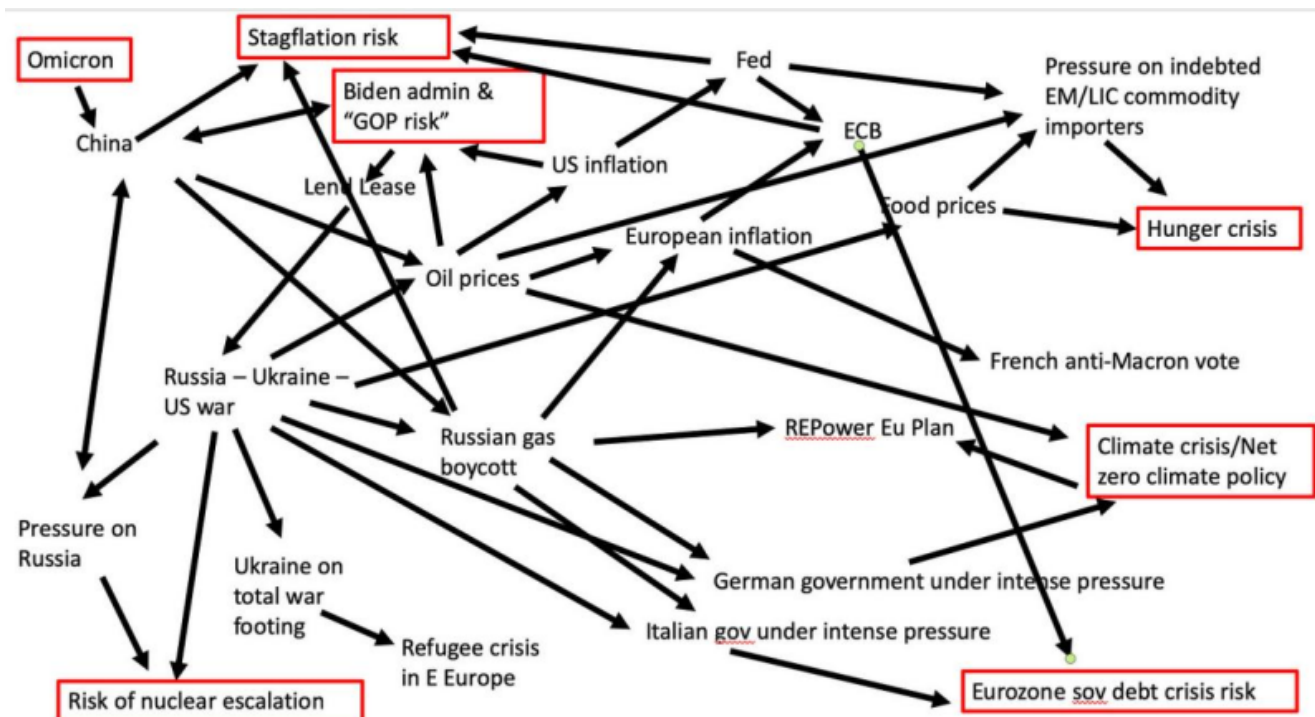 Omicron
Stagflation risk
Fed
Pressure on indebted
EM/LIC commodity
importers
Biden admin &
“GOP risk”
China
ECB
US inflation
Lend Lease
Food prices
Hunger crisis
European inflation
Oil prices
French anti-Macron vote
Russia – Ukraine –
US war
Russian gas
boycott
REPower Eu Plan
Climate crisis/Net
zero climate policy
Pressure on
Russia
Ukraine on
total war
footing
German government under intense pressure
Italian gov under intense pressure
Refugee crisis
in E Europe
Risk of nuclear escalation
Eurozone sov debt crisis risk